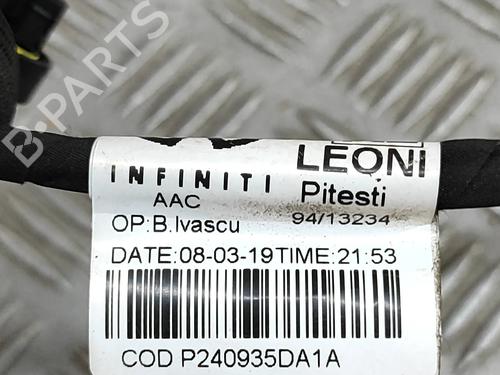 B-PARTS
LEONI
INFINITI
Pitesti
AAC
94/13234
OP:B.Ivascu
DATE:08-03-19TIME:21:53
COD P240935DA1A